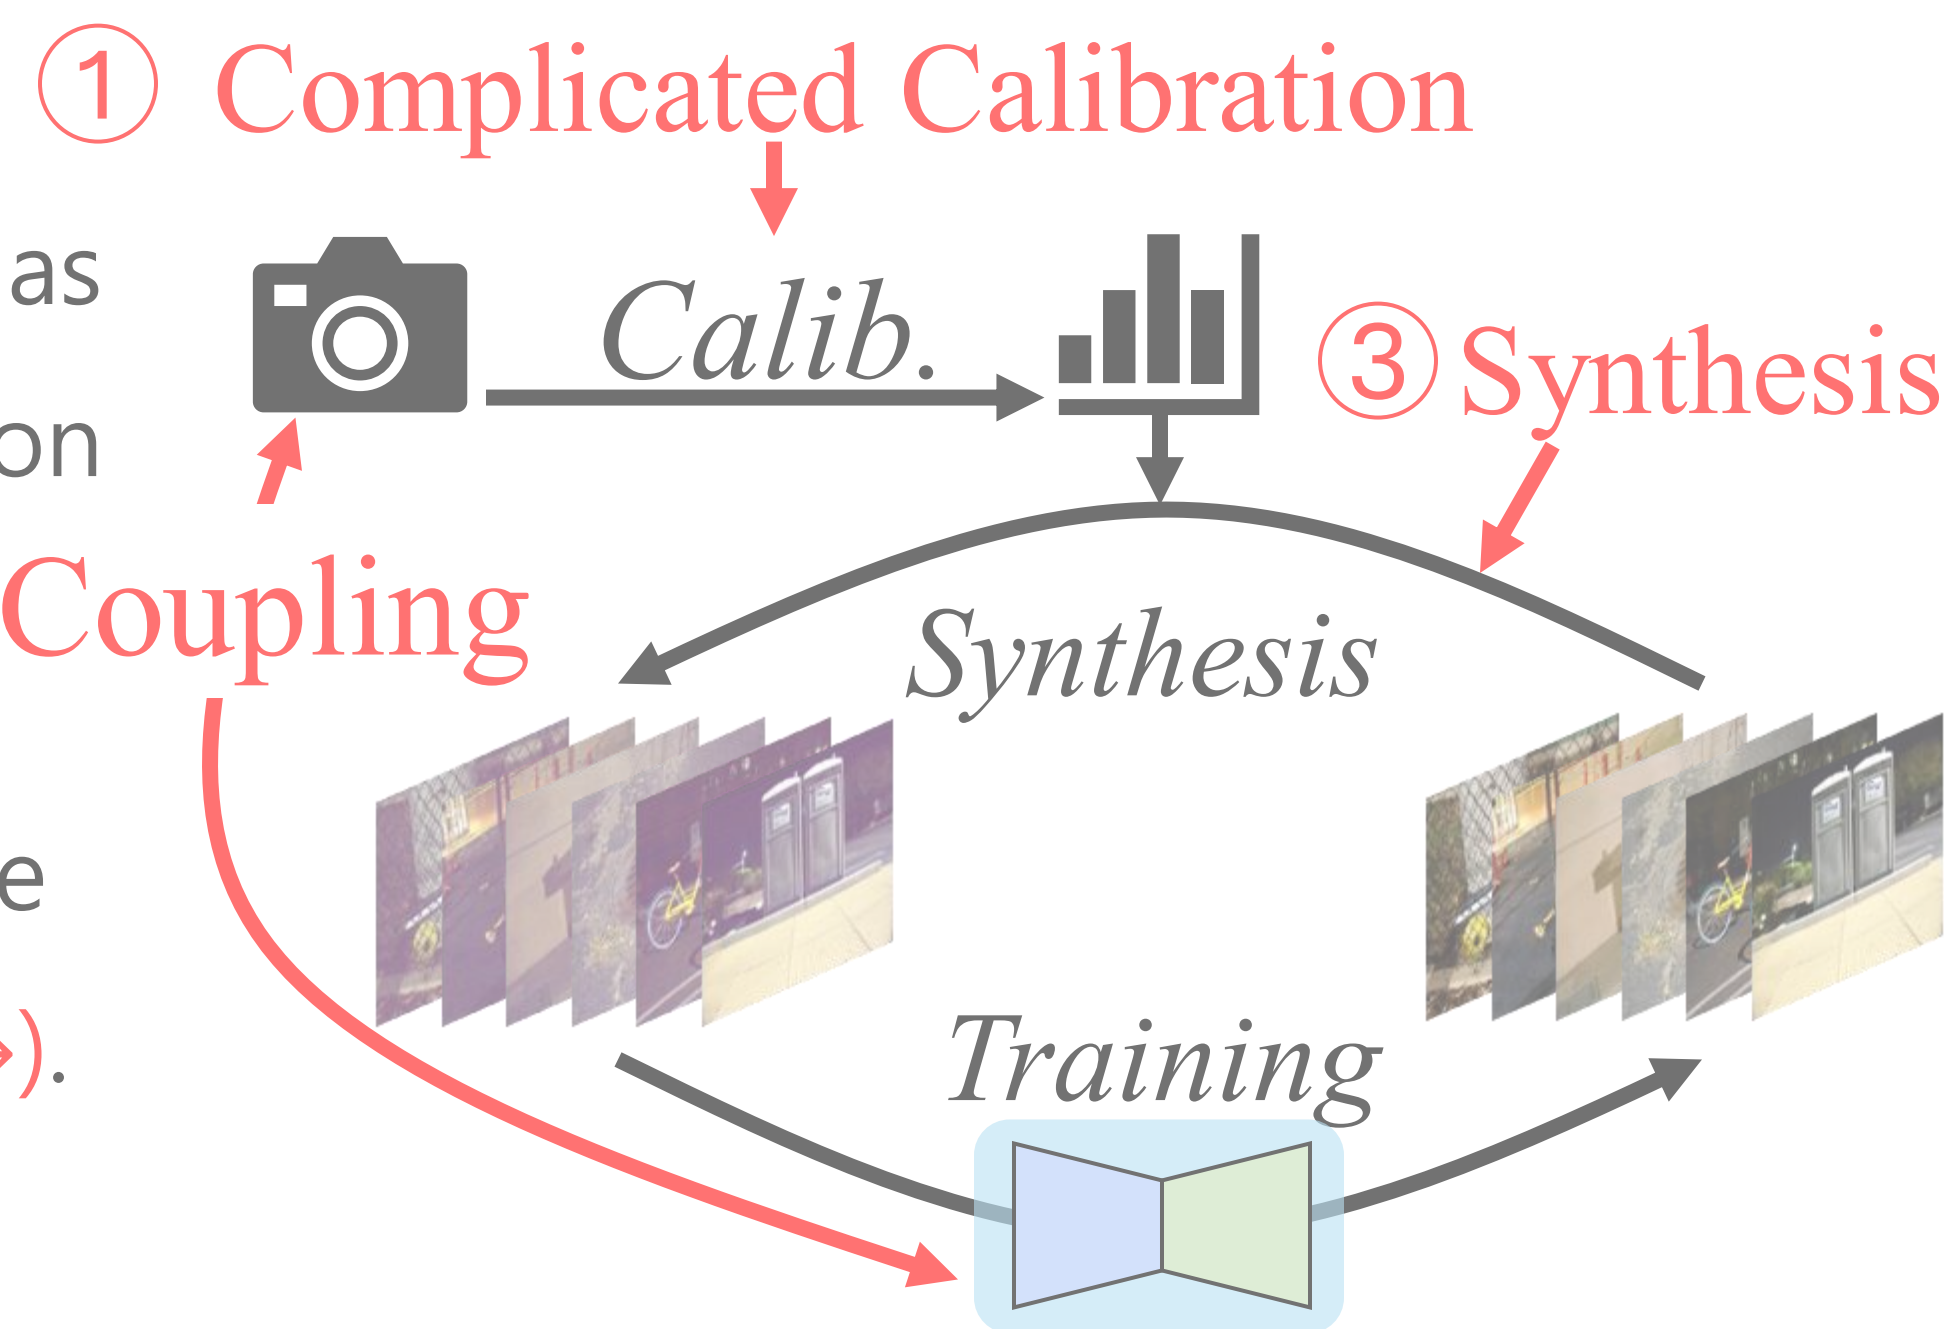 ① Complicated Calibration
as
Calib.
③ Synthesis
on
Coupling
Synthesis
e
).
Training